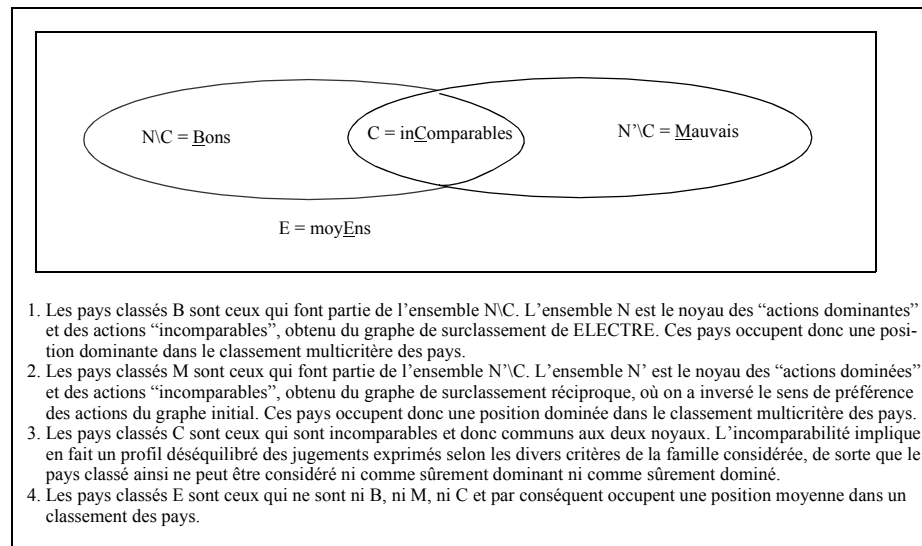 N\C = Bons
C = inComparables
N’\C = Mauvais
E = moyEns
1. Les pays classés B sont ceux qui font partie de l’ensemble N\C. L’ensemble N est le noyau des “actions dominantes”
et des actions “incomparables”, obtenu du graphe de surclassement de ELECTRE. Ces pays occupent donc une posi-
tion dominante dans le classement multicritère des pays.
2. Les pays classés M sont ceux qui font partie de l’ensemble N'\C. L’ensemble N’ est le noyau des “actions dominées”
et des actions “incomparables”, obtenu du graphe de surclassement réciproque, où on a inversé le sens de préférence
des actions du graphe initial. Ces pays occupent donc une position dominée dans le classement multicritère des pays.
3. Les pays classés C sont ceux qui sont incomparables et donc communs aux deux noyaux. L’incomparabilité implique
en fait un profil déséquilibré des jugements exprimés selon les divers critères de la famille considérée, de sorte que le
pays classé ainsi ne peut être considéré ni comme sûrement dominant ni comme sûrement dominé.
4. Les pays classés E sont ceux qui ne sont ni B, ni M, ni C et par conséquent occupent une position moyenne dans un
classement des pays.